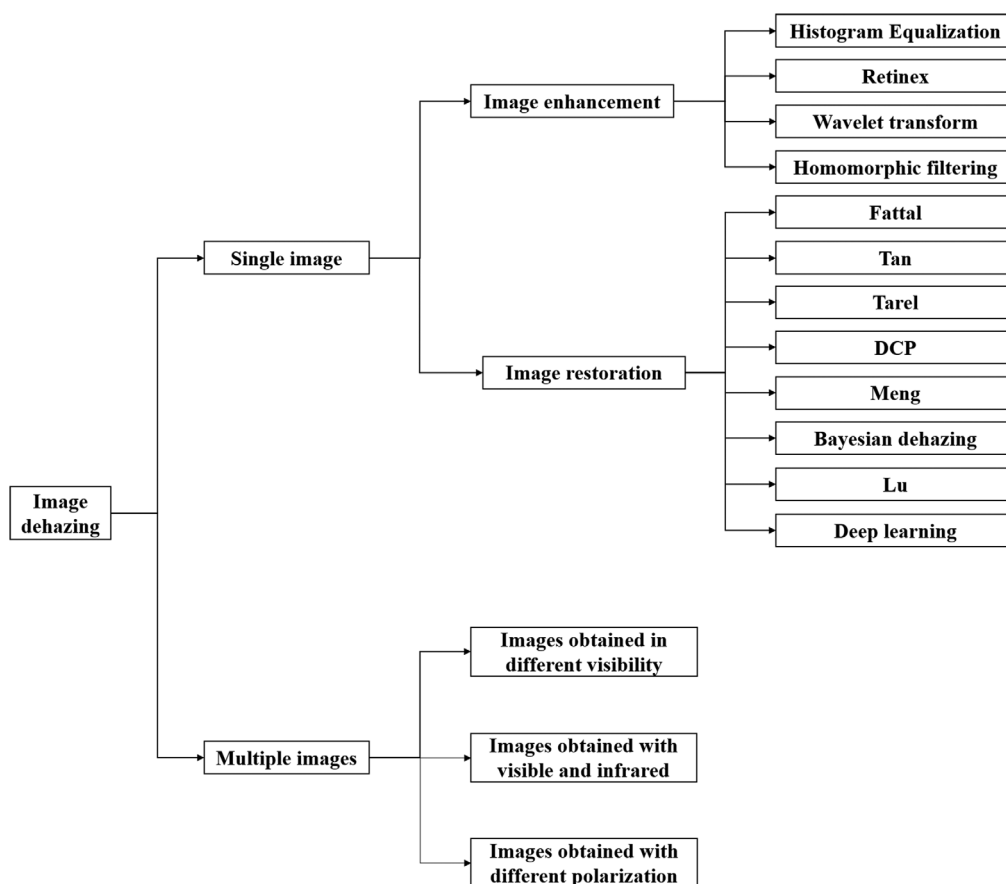 Histogram Equalization
Retinex
Image enhancement
Wavelet transform
Homomorphic filtering
Fattal
Single image
Tan
Tarel
DCP
Image restoration
Meng
Bayesian dehazing
Lu
Image
dehazing
Deep learning
Images obtained in
different visibility
Multiple images
Images obtained with
visible and infrared
Images obtained with
different polarization